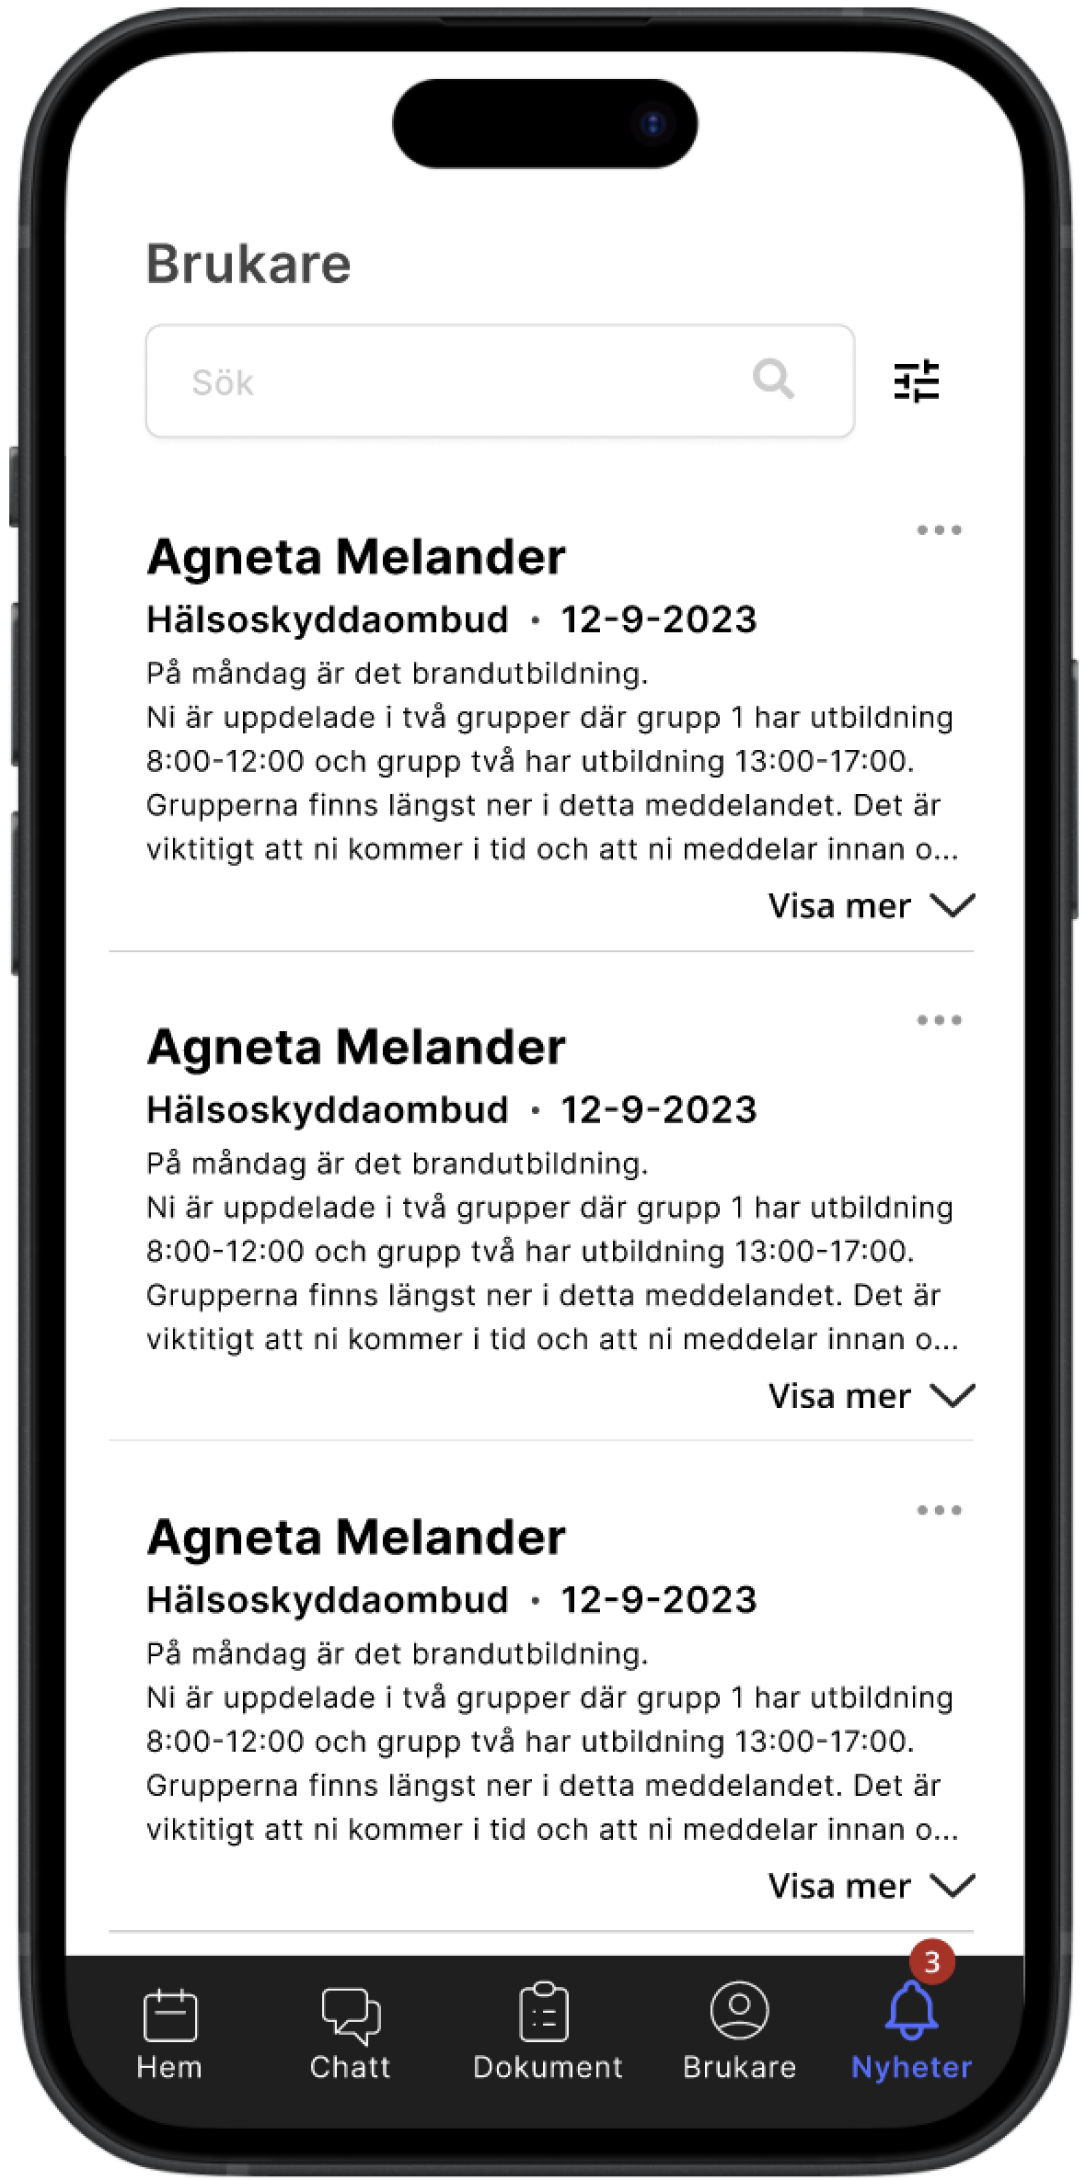 Brukare
Sök
Agneta Melander
Hälsoskyddaombud · 12-9-2023
På måndag är det brandutbildning.
Ni är uppdelade i två grupper där grupp 1 har utbildning
8:00-12:00 och grupp två har utbildning 13:00-17:00.
Grupperna finns längst ner i detta meddelandet. Det är
viktitigt att ni kommer i tid och att ni meddelar innan o...
Visa mer
Agneta Melander
Hälsoskyddaombud · 12-9-2023
På måndag är det brandutbildning.
Ni är uppdelade i två grupper där grupp 1 har utbildning
8:00-12:00 och grupp två har utbildning 13:00-17:00.
Grupperna finns längst ner i detta meddelandet. Det är
viktitigt att ni kommer i tid och att ni meddelar innan o...
Visa mer
Agneta Melander
Hälsoskyddaombud · 12-9-2023
På måndag är det brandutbildning.
Ni är uppdelade i två grupper där grupp 1 har utbildning
8:00-12:00 och grupp två har utbildning 13:00-17:00.
Grupperna finns längst ner i detta meddelandet. Det är
viktitigt att ni kommer i tid och att ni meddelar innan o...
Visa mer
3
Hem Chatt Dokument Brukare Nyheter